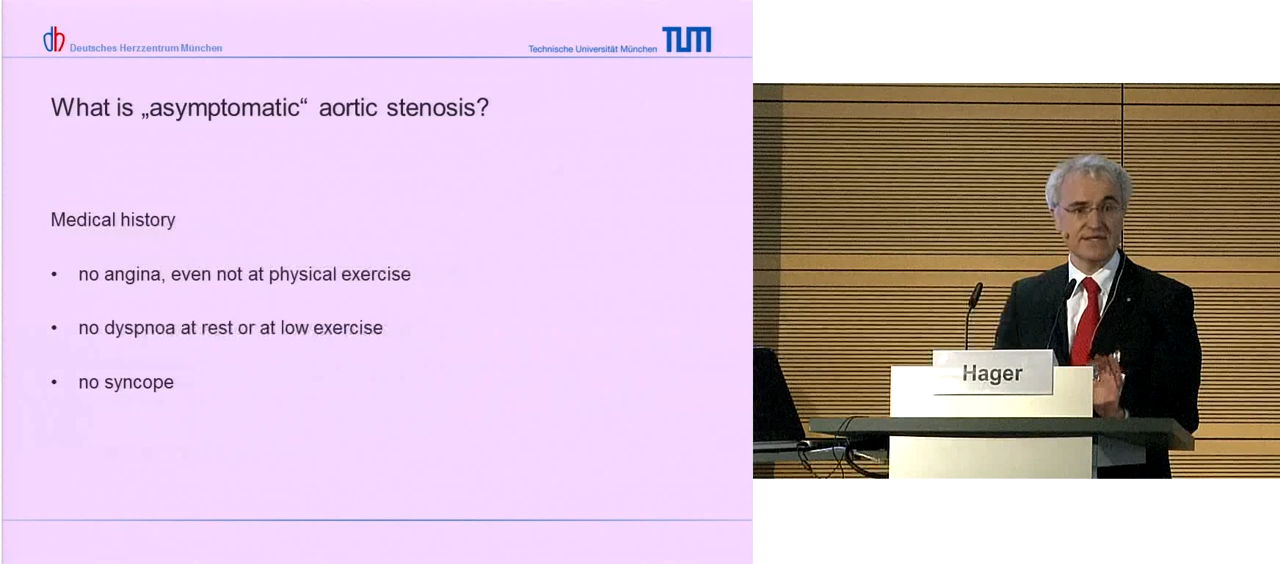 dh Deutsches Herzzentrum München
Technische Universität München TUM
What is „asymptomatic“ aortic stenosis?
Medical history
• no angina, even not at physical exercise
• no dyspnoa at rest or at low exercise
• no syncope
Hager